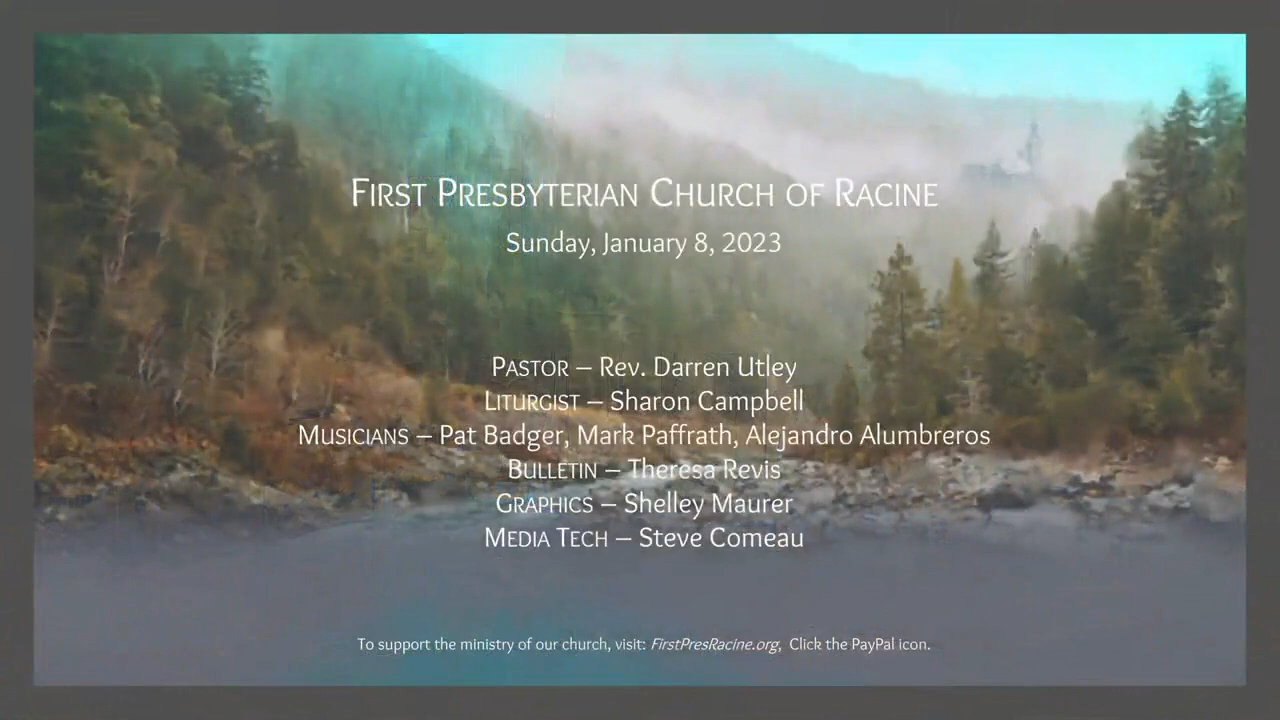 First Presbyterian Church of Racine
Sunday, January 8, 2023
Pastor – Rev. Darren Utley
Liturgist – Sharon Campbell
Musicians – Pat Badger, Mark Paffrath, Alejandro Alumbreros
Bulletin – Theresa Revis
Graphics – Shelley Maurer
Media Tech – Steve Comeau
To support the ministry of our church, visit: FirstPresRacine.org, Click the PayPal icon.